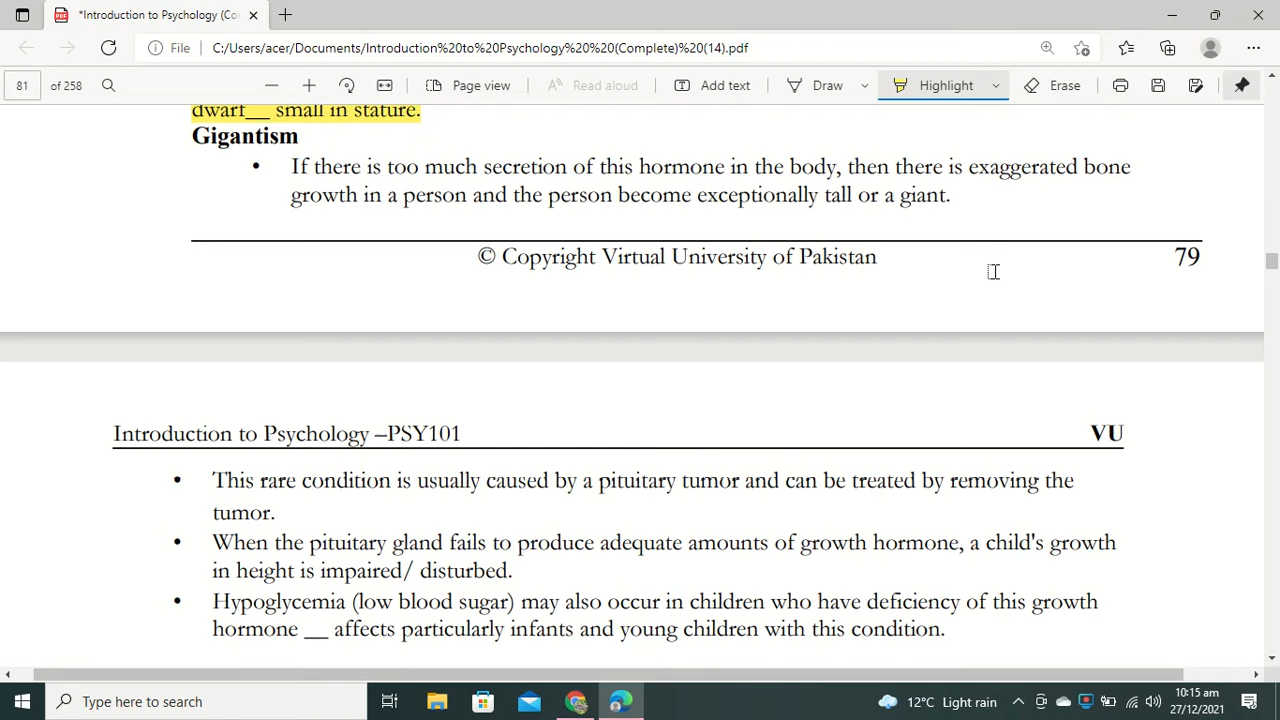 *Introduction to Psychology (Co
File
C:/Users/acer/Documents/Introduction%20to%20Psychology%20%20(Complete)%20(14).pdf
81 of 258
Page view
Read aloud
Add text
Draw
Highlight
Erase
dwarf__ small in stature.
Gigantism
• If there is too much secretion of this hormone in the body, then there is exaggerated bone
growth in a person and the person become exceptionally tall or a giant.
© Copyright Virtual University of Pakistan 79
Introduction to Psychology –PSY101 VU
• This rare condition is usually caused by a pituitary tumor and can be treated by removing the
tumor.
• When the pituitary gland fails to produce adequate amounts of growth hormone, a child's growth
in height is impaired/ disturbed.
• Hypoglycemia (low blood sugar) may also occur in children who have deficiency of this growth
hormone __ affects particularly infants and young children with this condition.
Type here to search
12°C Light rain
10:15 am
27/12/2021